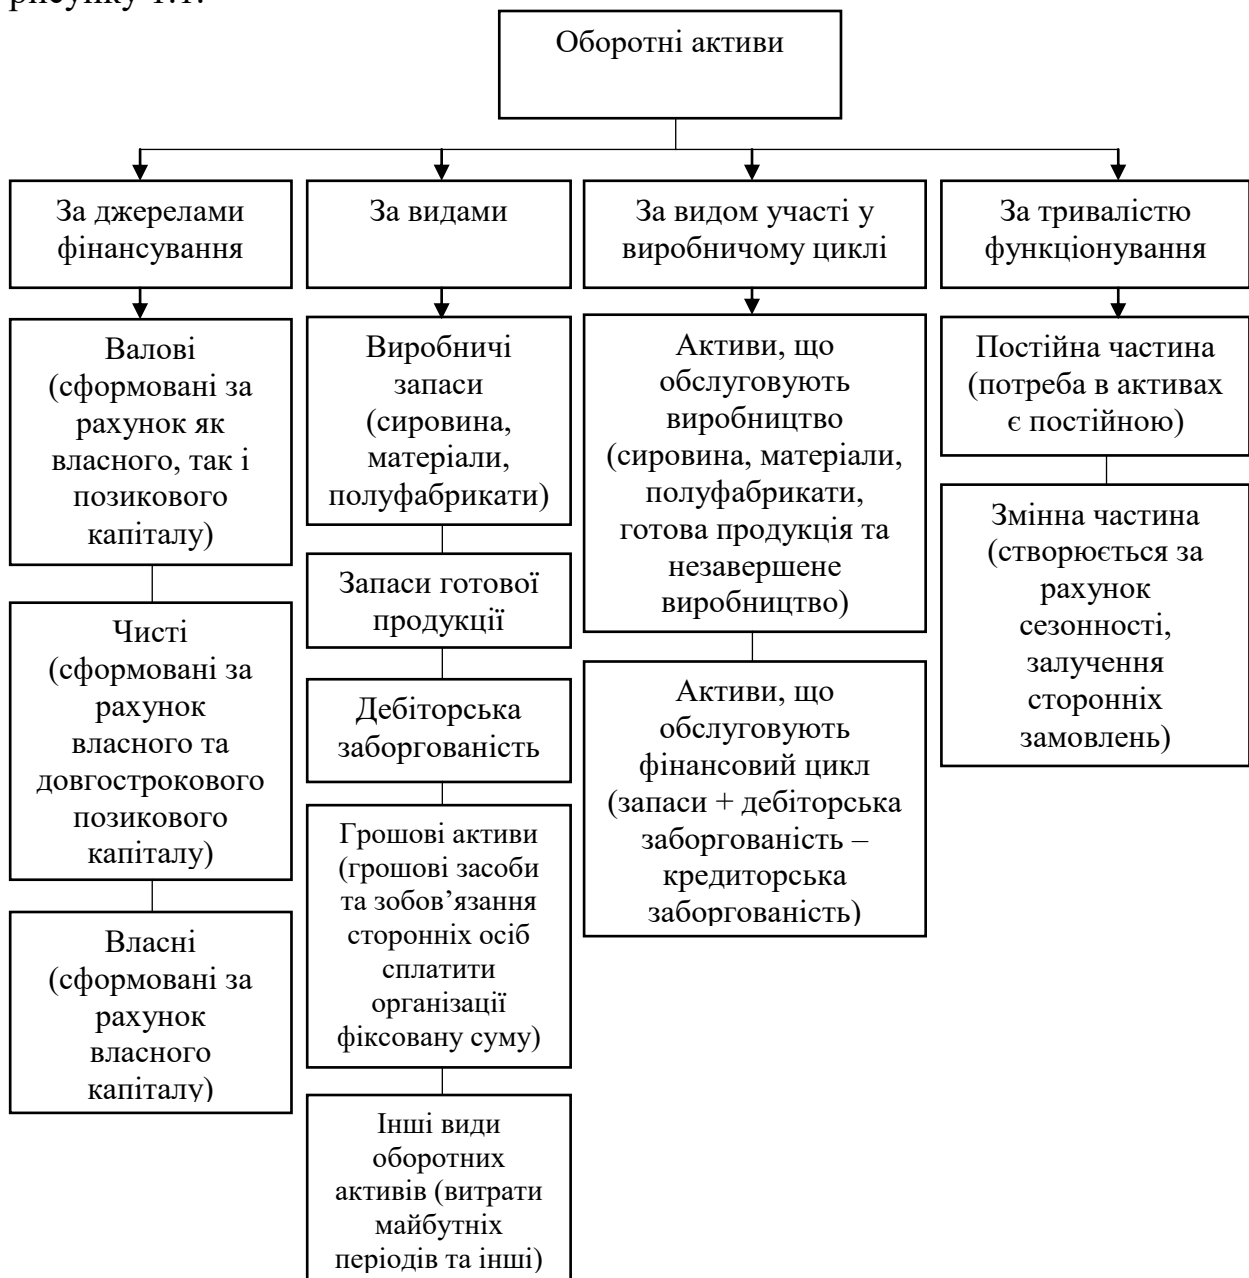 рисунку 1.1.
Оборотні активи
За джерелами
фінансування
За видами
За видом участі у
виробничому циклі
За тривалістю
функціонування
Валові
(сформовані за
рахунок як
власного, так і
позикового
капіталу)
Чисті
(сформовані за
рахунок
власного та
довгострокового
позикового
капіталу)
Власні
(сформовані за
рахунок
власного
капіталу)
Виробничі
запаси
(сировина,
матеріали,
полуфабрикати)
Запаси готової
продукції
Дебіторська
заборгованість
Грошові активи
(грошові засоби
та зобов’язання
сторонніх осіб
сплатити
організації
фіксовану суму)
Інші види
оборотних
активів (витрати
майбутніх
періодів та інші)
Активи, що
обслуговують
виробництво
(сировина, матеріали,
полуфабрикати,
готова продукція та
незавершене
виробництво)
Активи, що
обслуговують
фінансовий цикл
(запаси + дебіторська
заборгованість –
кредиторська
заборгованість)
Постійна частина
(потреба в активах
є постійною)
Змінна частина
(створюється за
рахунок
сезонності,
залучення
сторонніх
замовлень)